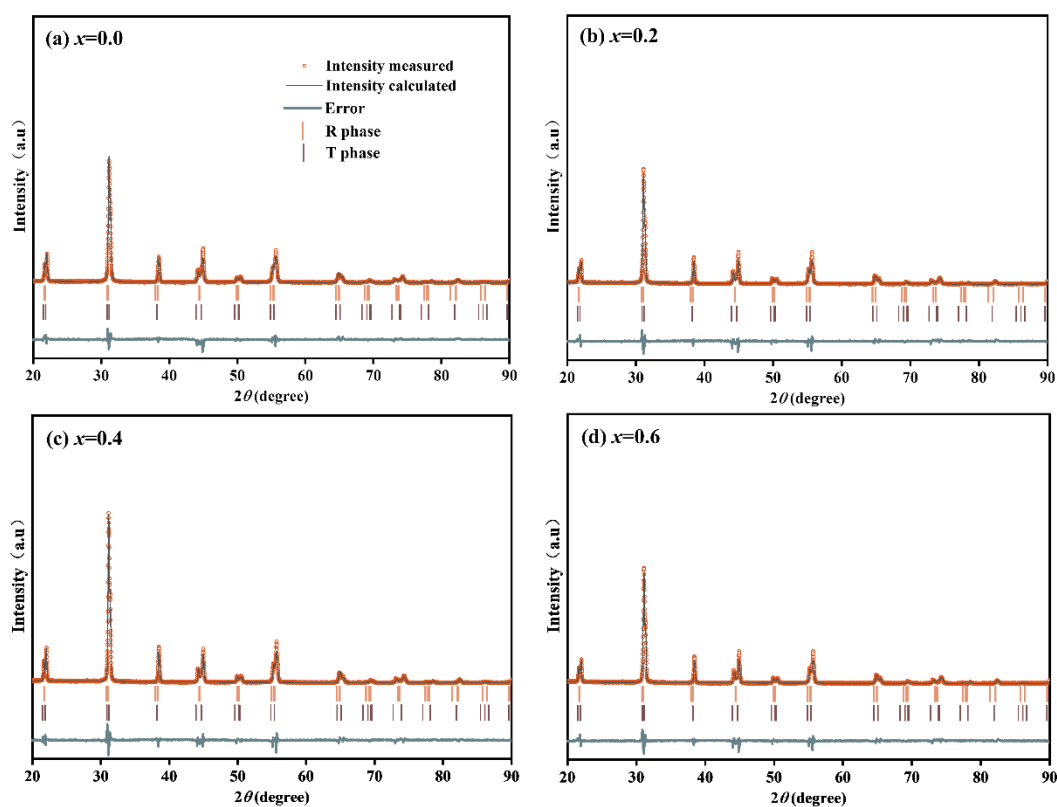 (a) x=0.0
Intensity measured
Intensity calculated
Error
R phase
T phase
Intensity（a.u）
20 30 40 50 60 70 80 90
2θ (degree)
(b) x=0.2
Intensity（a.u）
20 30 40 50 60 70 80 90
2θ (degree)
(c) x=0.4
Intensity（a.u）
20 30 40 50 60 70 80 90
2θ (degree)
(d) x=0.6
Intensity（a.u）
20 30 40 50 60 70 80 90
2θ (degree)